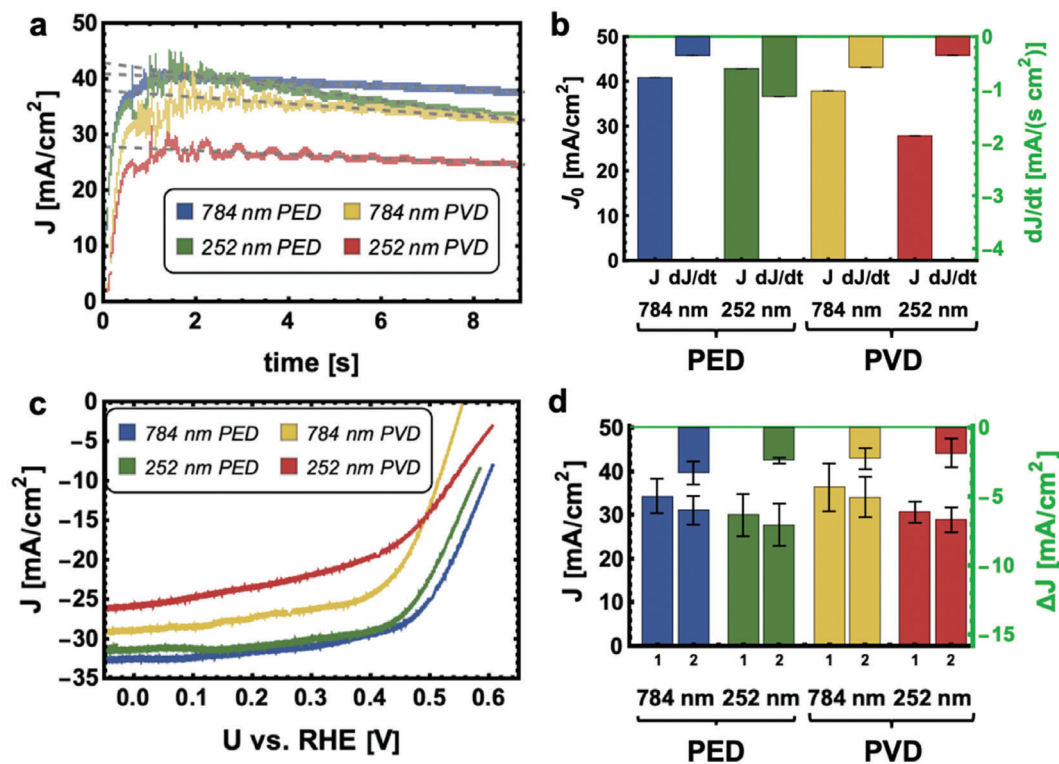 a
50
40
30
20
10
0
J [mA/cm²]
784 nm PED
784 nm PVD
252 nm PED
252 nm PVD
0 2 4 6 8
time [s]
b
50
40
30
20
10
0
J₀ [mA/cm²]
0
−1
−2
−3
−4
dJ/dt [mA/(s cm²)]
J dJ/dt J dJ/dt J dJ/dt J dJ/dt
784 nm 252 nm 784 nm 252 nm
PED PVD
c
0
−5
−10
−15
−20
−25
−30
−35
J [mA/cm²]
784 nm PED
784 nm PVD
252 nm PED
252 nm PVD
0.0 0.1 0.2 0.3 0.4 0.5 0.6
U vs. RHE [V]
d
50
40
30
20
10
0
J [mA/cm²]
0
−5
−10
−15
ΔJ [mA/cm²]
1 2 1 2 1 2 1 2
784 nm 252 nm 784 nm 252 nm
PED PVD